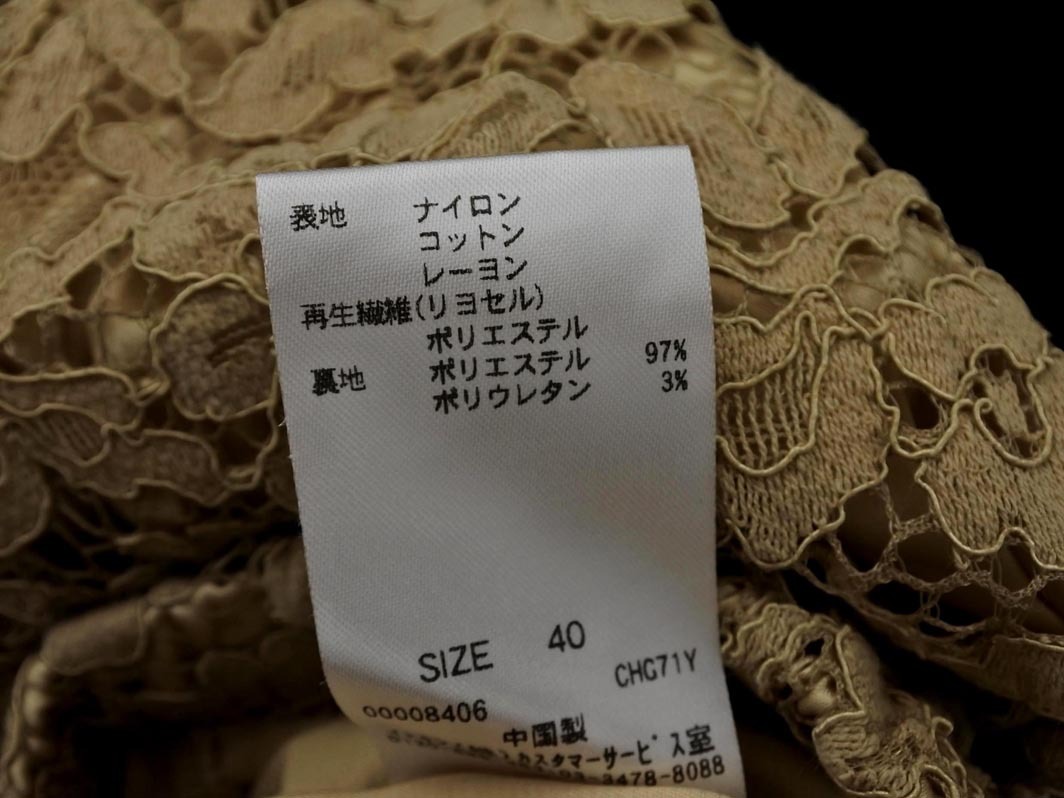 表地 ナイロン
コットン
レーヨン
再生繊維(リヨセル)
ポリエステル
裏地 ポリエステル 97%
ポリウレタン 3%
SIZE 40
CHG71Y
00008406
中国製
カスタマーサービス室
3478-8088